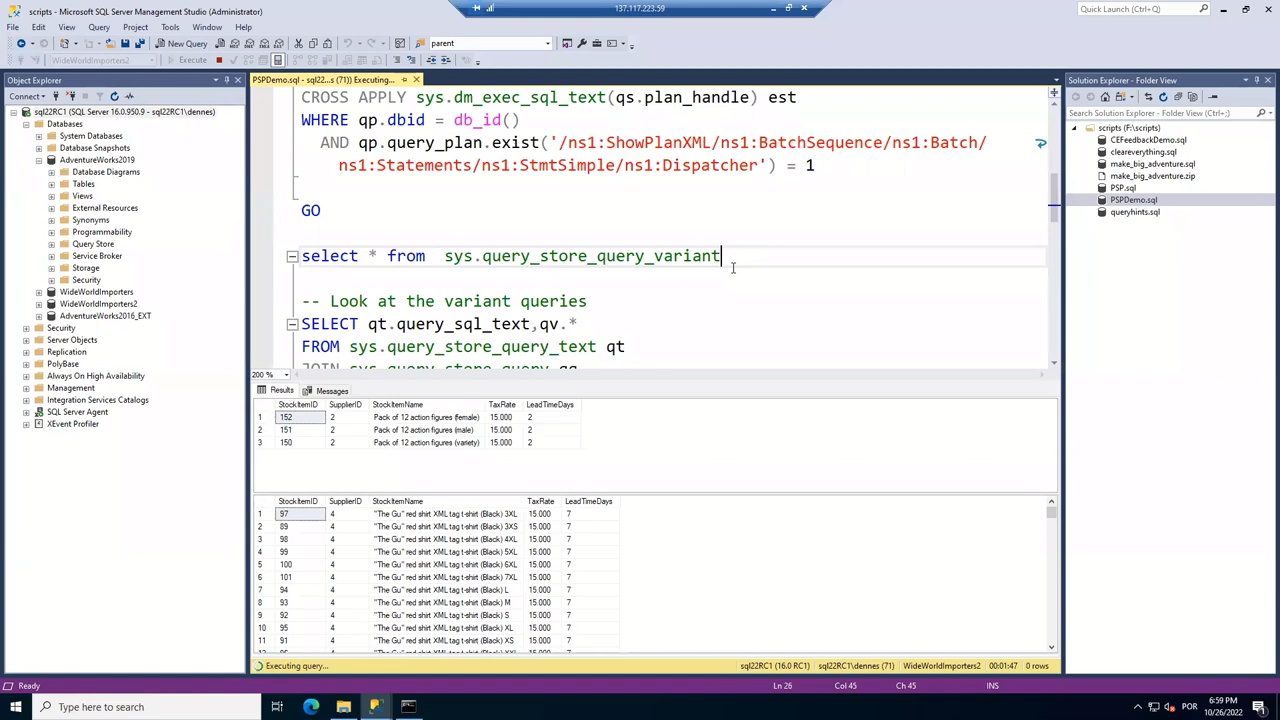 scripts - Microsoft SQL Server Management Studio (Administrator)
137.117.223.59
Quick Launch (Ctrl+Q)
File Edit View Query Project Tools Window Help
New Query
parent
WideWorldImporters2
Execute
Object Explorer
Connect
sql22RC1 (SQL Server 16.0.950.9 - sql22RC1\dennes)
Databases
System Databases
Database Snapshots
AdventureWorks2019
Database Diagrams
Tables
Views
External Resources
Synonyms
Programmability
Query Store
Service Broker
Storage
Security
WideWorldImporters
WideWorldImporters2
AdventureWorks2016_EXT
Security
Server Objects
Replication
PolyBase
Always On High Availability
Management
Integration Services Catalogs
SQL Server Agent
XEvent Profiler
PSPDemo.sql - sql22...s (71)) Executing...
CROSS APPLY sys.dm_exec_sql_text(qs.plan_handle) est
WHERE qp.dbid = db_id()
AND qp.query_plan.exist('/ns1:ShowPlanXML/ns1:BatchSequence/ns1:Batch/
ns1:Statements/ns1:StmtSimple/ns1:Dispatcher') = 1
GO
select * from sys.query_store_query_variant
-- Look at the variant queries
SELECT qt.query_sql_text,qv.*
FROM sys.query_store_query_text qt
JOIN sys.query_store_query qq
200 %
Results Messages
StockItemID SupplierID StockItemName TaxRate LeadTimeDays
1 152 2 Pack of 12 action figures (female) 15.000 2
2 151 2 Pack of 12 action figures (male) 15.000 2
3 150 2 Pack of 12 action figures (variety) 15.000 2
StockItemID SupplierID StockItemName TaxRate LeadTimeDays
1 97 4 "The Gu" red shirt XML tag t-shirt (Black) 3XL 15.000 7
2 89 4 "The Gu" red shirt XML tag t-shirt (Black) 3XS 15.000 7
3 98 4 "The Gu" red shirt XML tag t-shirt (Black) 4XL 15.000 7
4 99 4 "The Gu" red shirt XML tag t-shirt (Black) 5XL 15.000 7
5 100 4 "The Gu" red shirt XML tag t-shirt (Black) 6XL 15.000 7
6 101 4 "The Gu" red shirt XML tag t-shirt (Black) 7XL 15.000 7
7 94 4 "The Gu" red shirt XML tag t-shirt (Black) L 15.000 7
8 93 4 "The Gu" red shirt XML tag t-shirt (Black) M 15.000 7
9 92 4 "The Gu" red shirt XML tag t-shirt (Black) S 15.000 7
10 95 4 "The Gu" red shirt XML tag t-shirt (Black) XL 15.000 7
11 91 4 "The Gu" red shirt XML tag t-shirt (Black) XS 15.000 7
Executing query... sql22RC1 (16.0 RC1) sql22RC1\dennes (71) WideWorldImporters2 00:01:47 0 rows
Solution Explorer - Folder View
Search Solution Explorer (Ctrl+;)
scripts (F:\scripts)
CEFeedbackDemo.sql
cleareverything.sql
make_big_adventure.sql
make_big_adventure.zip
PSP.sql
PSPDemo.sql
queryhints.sql
Ready Ln 26 Col 45 Ch 45 INS
Type here to search
POR
6:59 PM
10/26/2022